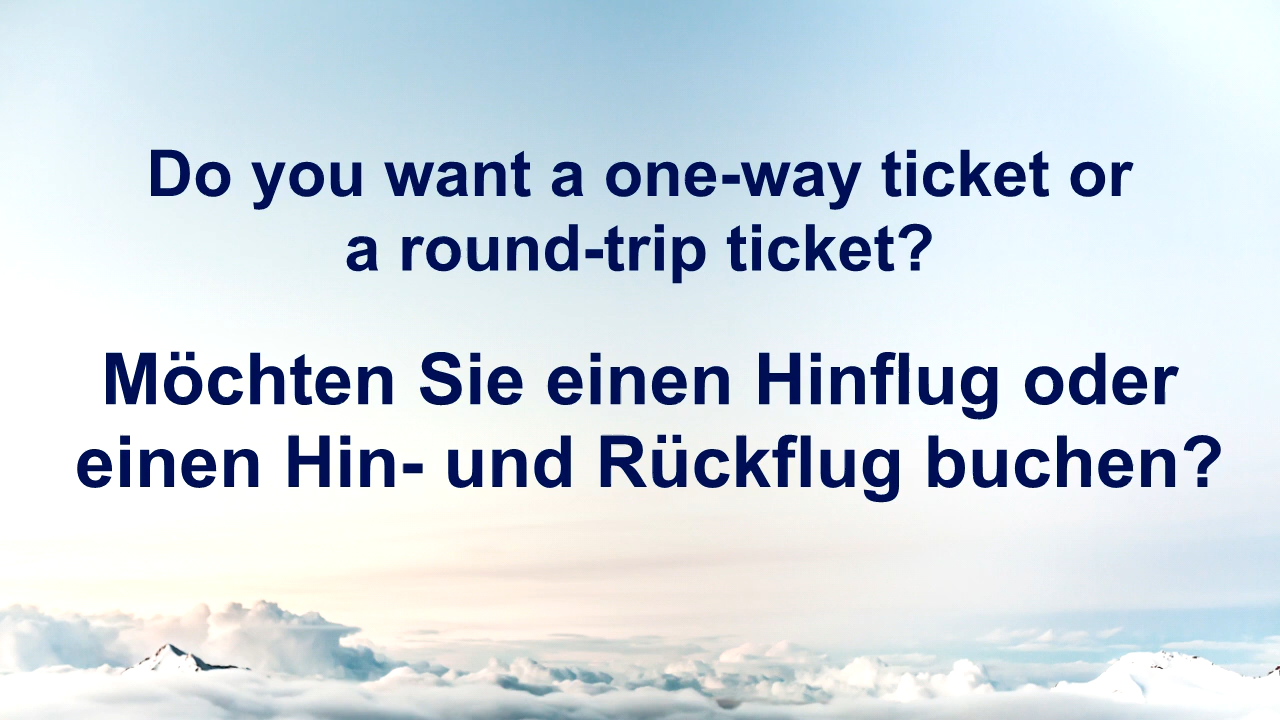 Do you want a one-way ticket or
a round-trip ticket?
Möchten Sie einen Hinflug oder
einen Hin- und Rückflug buchen?